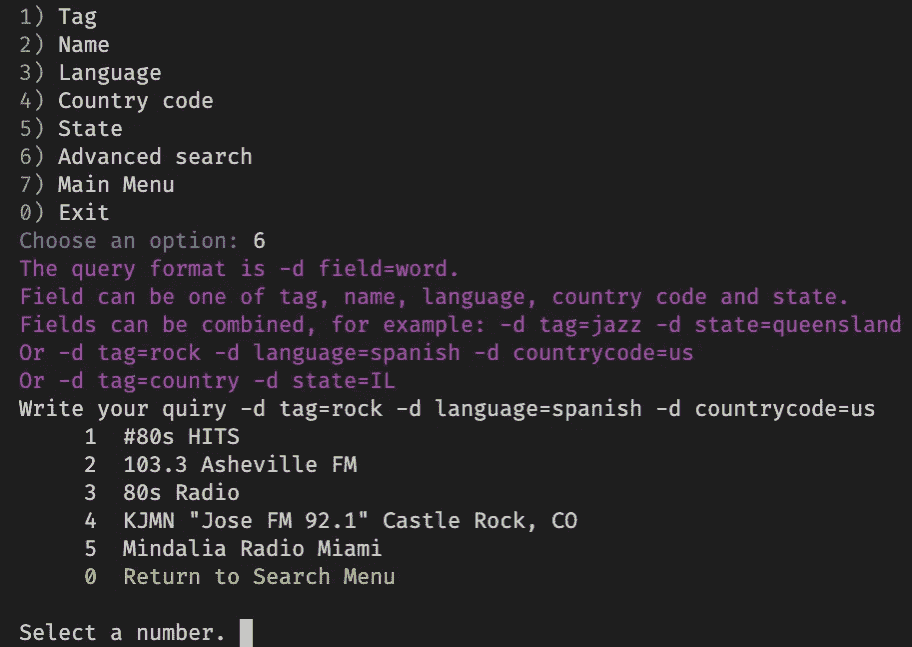 1) Tag
2) Name
3) Language
4) Country code
5) State
6) Advanced search
7) Main Menu
0) Exit
Choose an option: 6
The query format is -d field=word.
Field can be one of tag, name, language, country code and state.
Fields can be combined, for example: -d tag=jazz -d state=queensland
Or -d tag=rock -d language=spanish -d countrycode=us
Or -d tag=country -d state=IL
Write your quiry -d tag=rock -d language=spanish -d countrycode=us
1 #80s HITS
2 103.3 Asheville FM
3 80s Radio
4 KJMN "Jose FM 92.1" Castle Rock, CO
5 Mindalia Radio Miami
0 Return to Search Menu
Select a number.